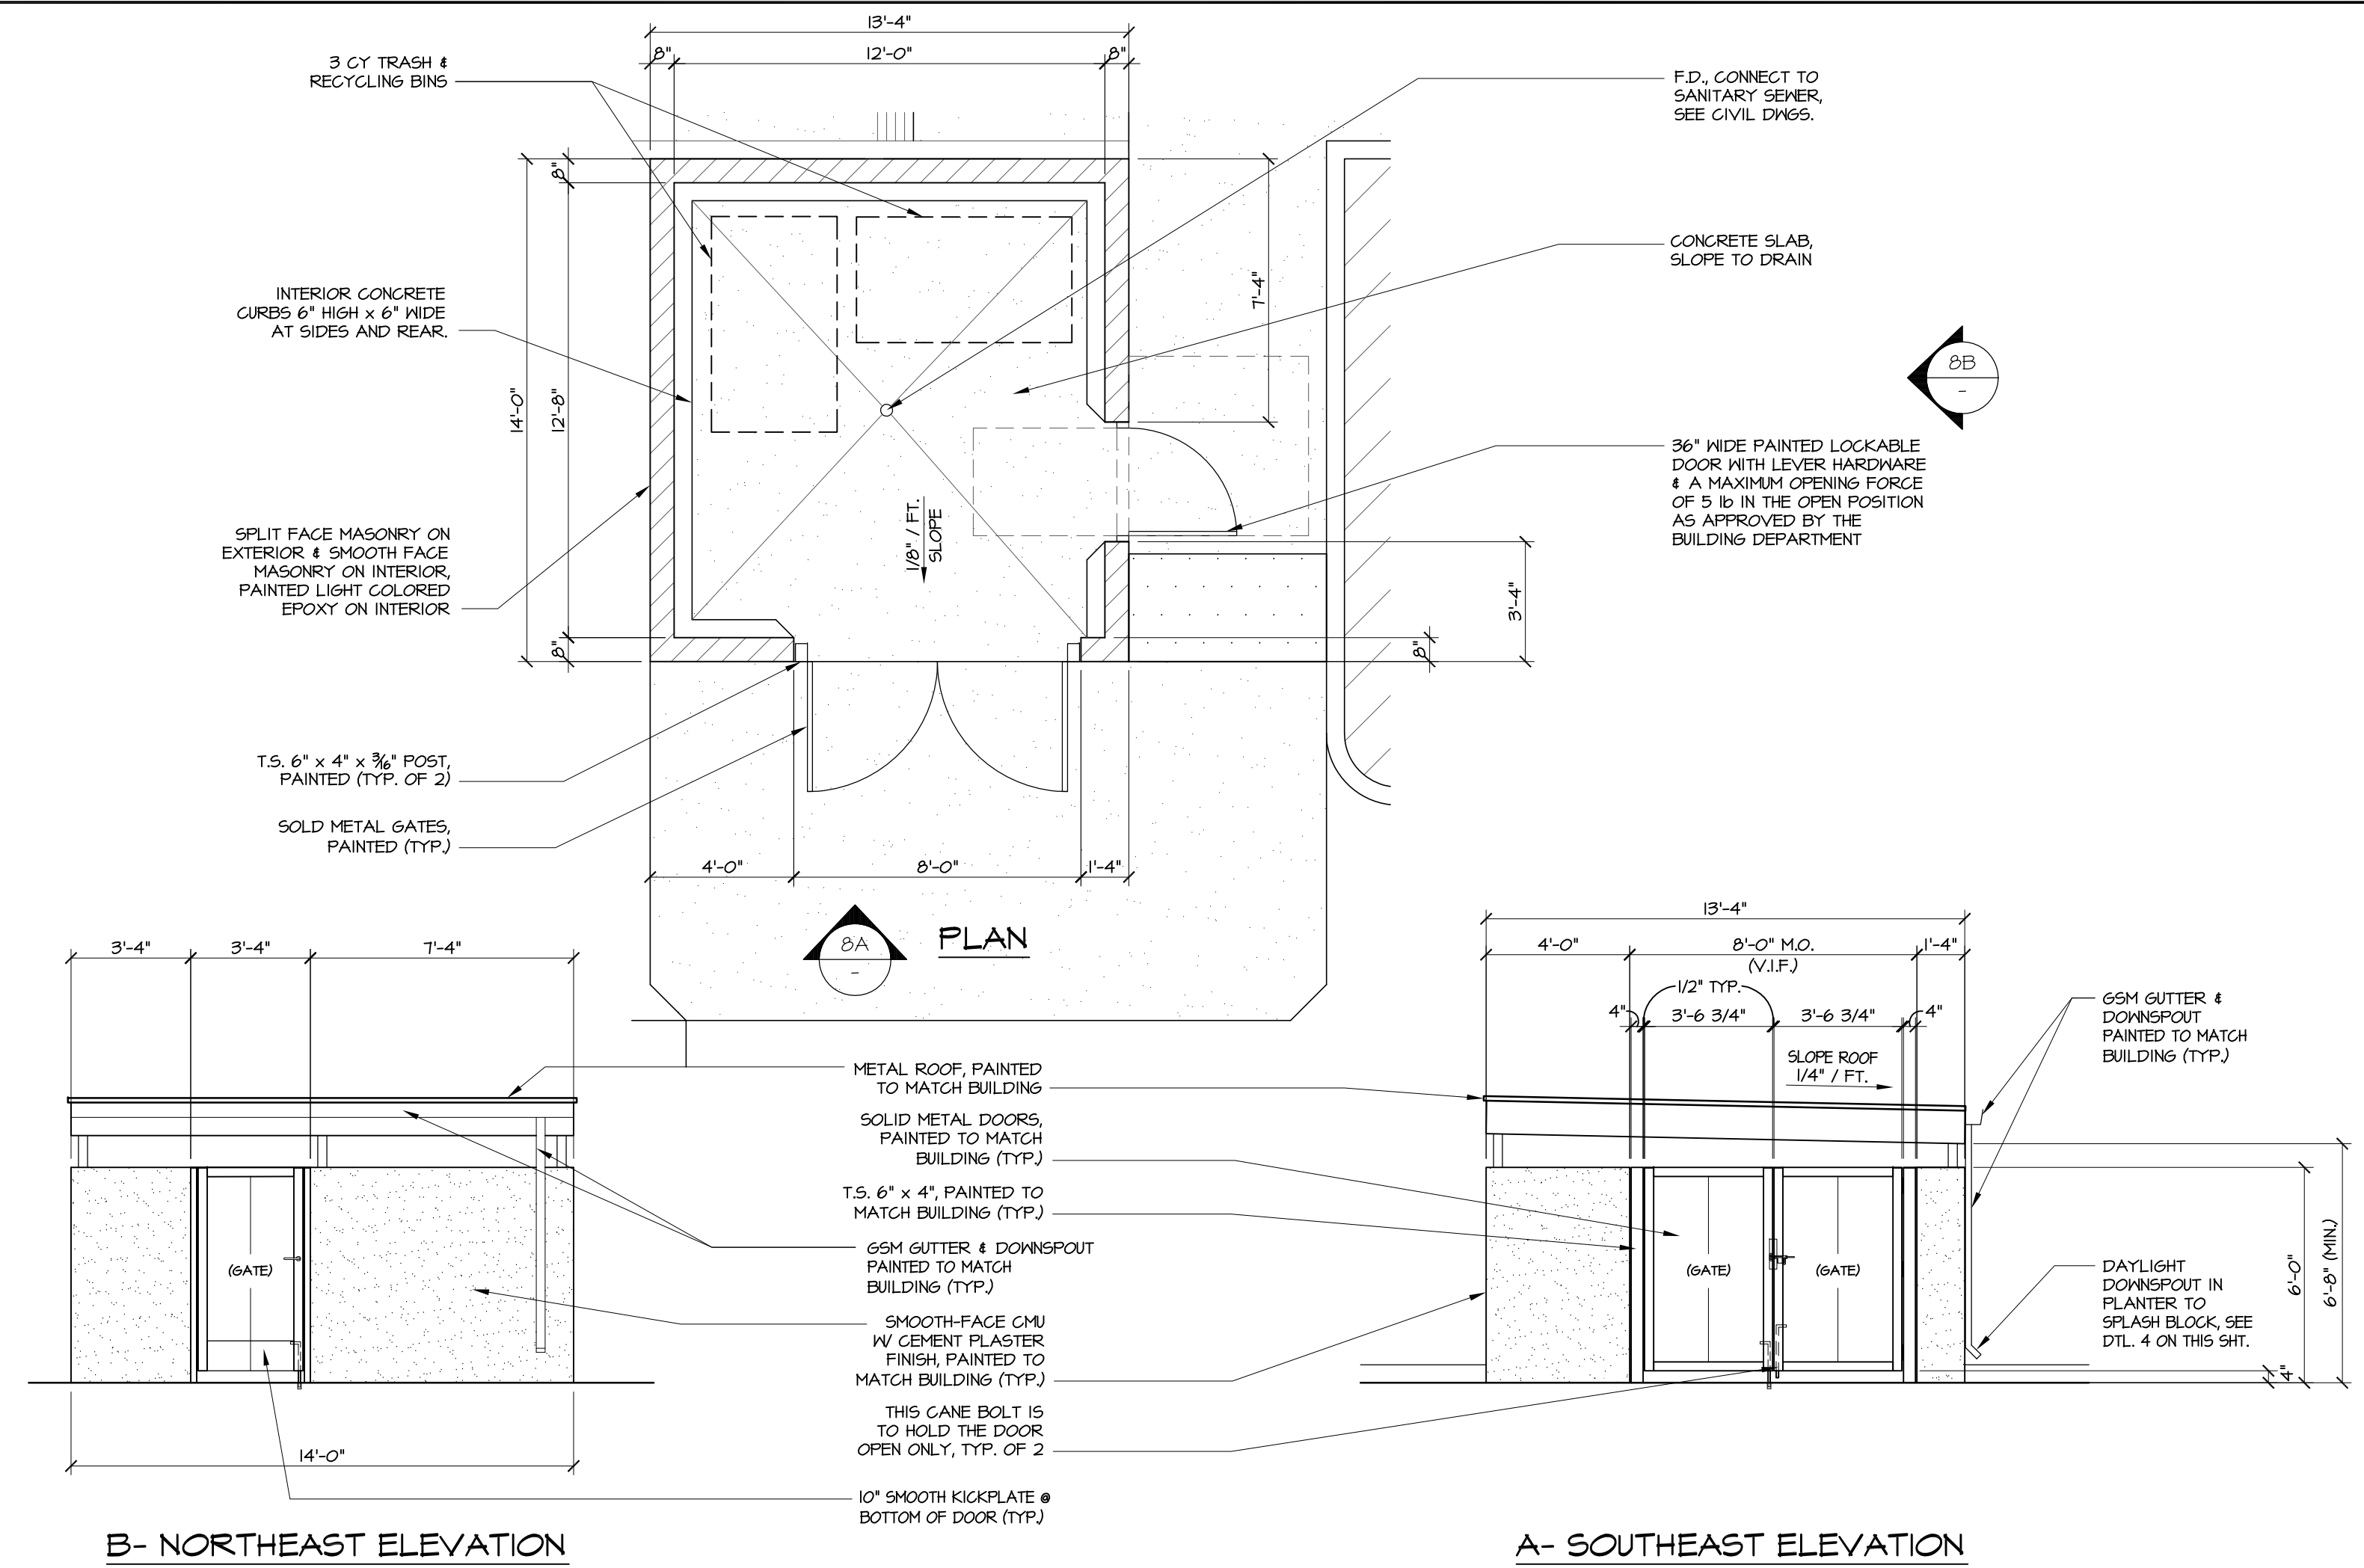 13'-4"
8"
12'-0"
8"
3 CY TRASH &
RECYCLING BINS
F.D., CONNECT TO
SANITARY SEWER,
SEE CIVIL DWGS.
8"
CONCRETE SLAB,
SLOPE TO DRAIN
7'-4"
INTERIOR CONCRETE
CURBS 6" HIGH x 6" WIDE
AT SIDES AND REAR.
8B
-
14'-0"
12'-8"
36" WIDE PAINTED LOCKABLE
DOOR WITH LEVER HARDWARE
& A MAXIMUM OPENING FORCE
OF 5 lb IN THE OPEN POSITION
AS APPROVED BY THE
BUILDING DEPARTMENT
SPLIT FACE MASONRY ON
EXTERIOR & SMOOTH FACE
MASONRY ON INTERIOR,
PAINTED LIGHT COLORED
EPOXY ON INTERIOR
1/8" / FT.
SLOPE
3'-4"
8"
8"
T.S. 6" x 4" x 3/16" POST,
PAINTED (TYP. OF 2)
SOLD METAL GATES,
PAINTED (TYP.)
4'-0"
8'-0"
1'-4"
8A
-
PLAN
3'-4"
3'-4"
7'-4"
13'-4"
4'-0"
8'-0" M.O.
(V.I.F.)
1'-4"
1/2" TYP.
4"
3'-6 3/4"
3'-6 3/4"
4"
SLOPE ROOF
1/4" / FT.
GSM GUTTER &
DOWNSPOUT
PAINTED TO MATCH
BUILDING (TYP.)
METAL ROOF, PAINTED
TO MATCH BUILDING
SOLID METAL DOORS,
PAINTED TO MATCH
BUILDING (TYP.)
T.S. 6" x 4", PAINTED TO
MATCH BUILDING (TYP.)
GSM GUTTER & DOWNSPOUT
PAINTED TO MATCH
BUILDING (TYP.)
(GATE)
(GATE)
(GATE)
6'-0"
6'-8" (MIN.)
4"
DAYLIGHT
DOWNSPOUT IN
PLANTER TO
SPLASH BLOCK, SEE
DTL. 4 ON THIS SHT.
SMOOTH-FACE CMU
W/ CEMENT PLASTER
FINISH, PAINTED TO
MATCH BUILDING (TYP.)
THIS CANE BOLT IS
TO HOLD THE DOOR
OPEN ONLY, TYP. OF 2
14'-0"
10" SMOOTH KICKPLATE @
BOTTOM OF DOOR (TYP.)
B- NORTHEAST ELEVATION
A- SOUTHEAST ELEVATION